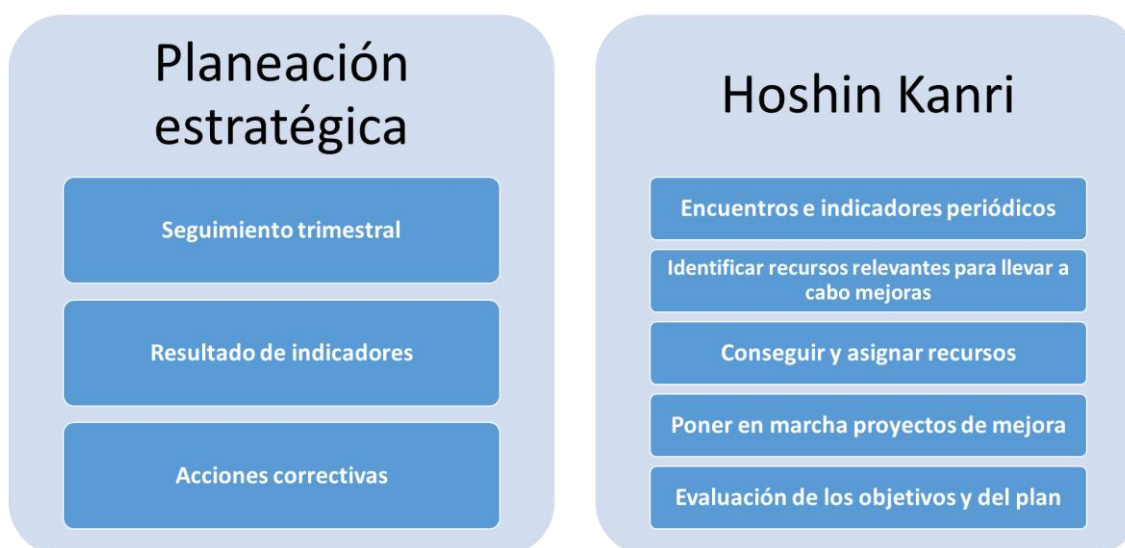 Planeación
estratégica
Seguimiento trimestral
Resultado de indicadores
Acciones correctivas
Hoshin Kanri
Encuentros e indicadores periódicos
Identificar recursos relevantes para llevar a
cabo mejoras
Conseguir y asignar recursos
Poner en marcha proyectos de mejora
Evaluación de los objetivos y del plan